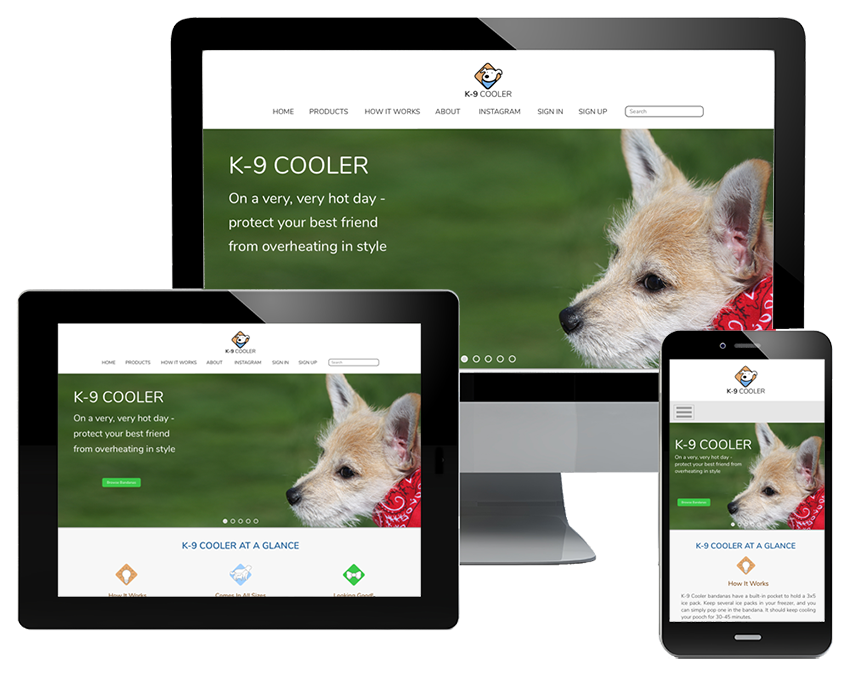 K-9 COOLER
HOME PRODUCTS HOW IT WORKS ABOUT INSTAGRAM SIGN IN SIGN UP Search
K-9 COOLER
On a very, very hot day -
protect your best friend
from overheating in style
K-9 COOLER
HOME PRODUCTS HOW IT WORKS ABOUT INSTAGRAM SIGN IN SIGN UP Search
K-9 COOLER
On a very, very hot day -
protect your best friend
from overheating in style
K-9 COOLER AT A GLANCE
How It Works Comes In All Sizes Looking Good!
K-9 COOLER
K-9 COOLER
On a very, very hot day -
protect your best friend
from overheating in style
K-9 COOLER AT A GLANCE
How It Works
K-9 Cooler bandanas have a built-in pocket to hold a 3x5
ice pack. Keep several ice packs in your freezer, and you
can simply pop one in the bandana. It should keep cooling
your pooch for 30-45 minutes.